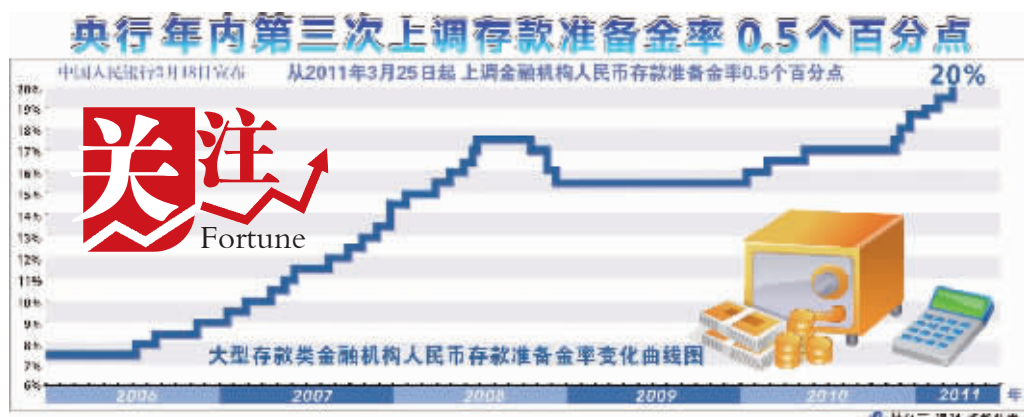 央行年内第三次上调存款准备金率 0.5个百分点
中国人民银行3月18日宣布 从2011年3月25日起 上调金融机构人民币存款准备金率0.5个百分点
20%
20%
19%
18%
17%
16%
15%
14%
13%
12%
11%
10%
9%
8%
7%
6%
关注
Fortune
大型存款类金融机构人民币存款准备金率变化曲线图
2006 2007 2008 2009 2010 2011 年